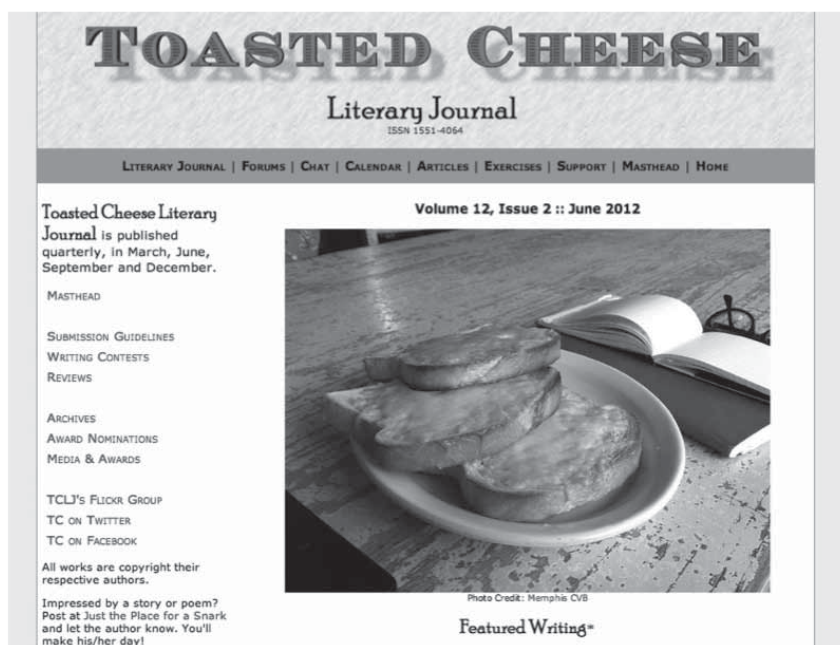 TOASTED CHEESE
Literary Journal
ISSN 1551-4064
LITERARY JOURNAL | FORUMS | CHAT | CALENDAR | ARTICLES | EXERCISES | SUPPORT | MASTHEAD | HOME
Toasted Cheese Literary
Journal is published
quarterly, in March, June,
September and December.
MASTHEAD
SUBMISSION GUIDELINES
WRITING CONTESTS
REVIEWS
ARCHIVES
AWARD NOMINATIONS
MEDIA & AWARDS
TCLJ'S FLICKR GROUP
TC ON TWITTER
TC ON FACEBOOK
All works are copyright their
respective authors.
Impressed by a story or poem?
Post at Just the Place for a Snark
and let the author know. You'll
make his/her day!
Volume 12, Issue 2 :: June 2012
Photo Credit: Memphis CVB
Featured Writing*